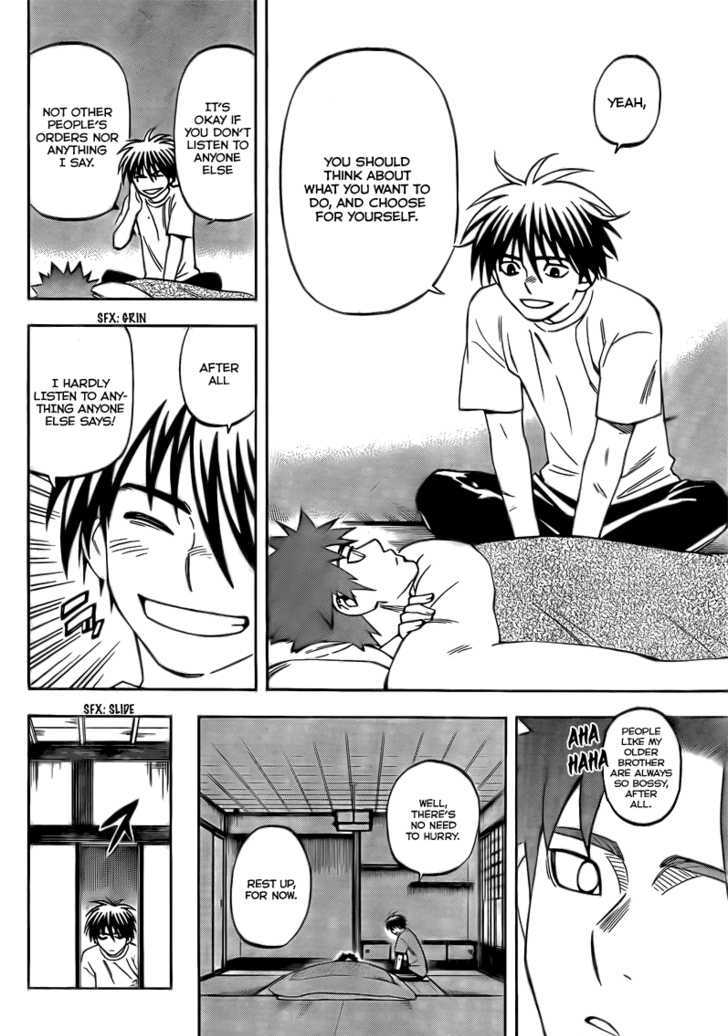 YEAH,
YOU SHOULD
THINK ABOUT
WHAT YOU WANT TO
DO, AND CHOOSE
FOR YOURSELF.
IT'S
OKAY IF
YOU DON'T
LISTEN TO
ANYONE
ELSE
NOT OTHER
PEOPLE'S
ORDERS NOR
ANYTHING
I SAY.
SFX: GRIN
AFTER
ALL
I HARDLY
LISTEN TO ANY-
THING ANYONE
ELSE SAYS!
PEOPLE
LIKE MY
OLDER
BROTHER
ARE ALWAYS
SO BOSSY,
AFTER
ALL.
AHA
HAHA
WELL,
THERE'S
NO NEED
TO HURRY.
REST UP,
FOR NOW.
SFX: SLIDE